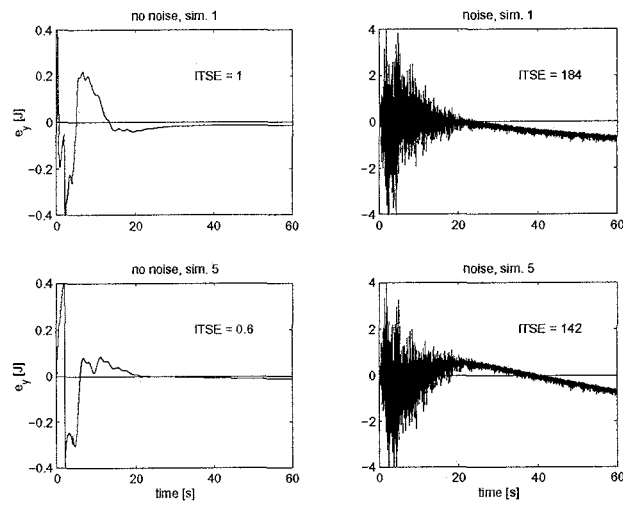 no noise, sim. 1
0.4
0.2
0
−0.2
−0.4
e_y [J]
ITSE = 1
0 20 40 60
noise, sim. 1
4
2
0
−2
−4
ITSE = 184
0 20 40 60
no noise, sim. 5
0.4
0.2
0
−0.2
−0.4
e_y [J]
ITSE = 0.6
0 20 40 60
time [s]
noise, sim. 5
4
2
0
−2
−4
ITSE = 142
0 20 40 60
time [s]